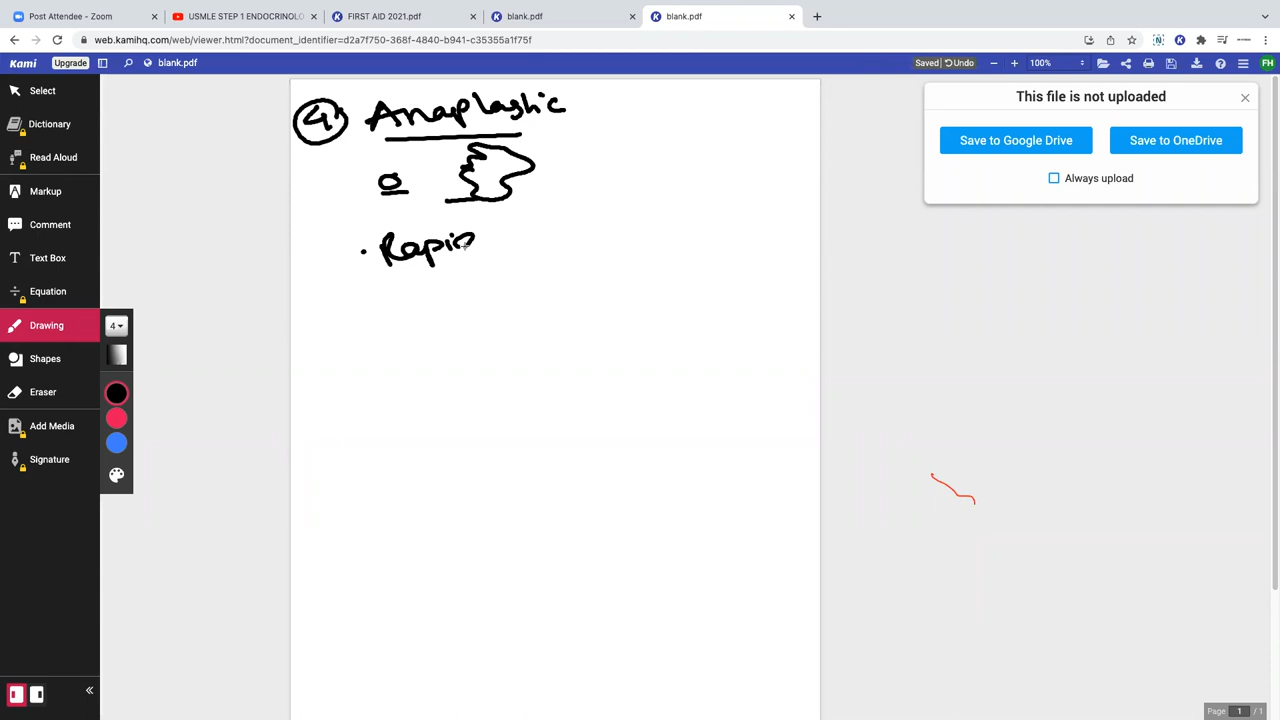 Post Attendee - Zoom
USMLE STEP 1 ENDOCRINOLO
FIRST AID 2021.pdf
blank.pdf
blank.pdf
web.kamihq.com/web/viewer.html?document_identifier=d2a7f750-368f-4840-b941-c35355a1f75f
Kami Upgrade blank.pdf Saved Undo 100% FH
Select
Dictionary
Read Aloud
Markup
Comment
Text Box
Equation
Drawing
Shapes
Eraser
Add Media
Signature
4
This file is not uploaded
Save to Google Drive Save to OneDrive
Always upload
4 Anaplastic
· Rapid
Page 1 / 1